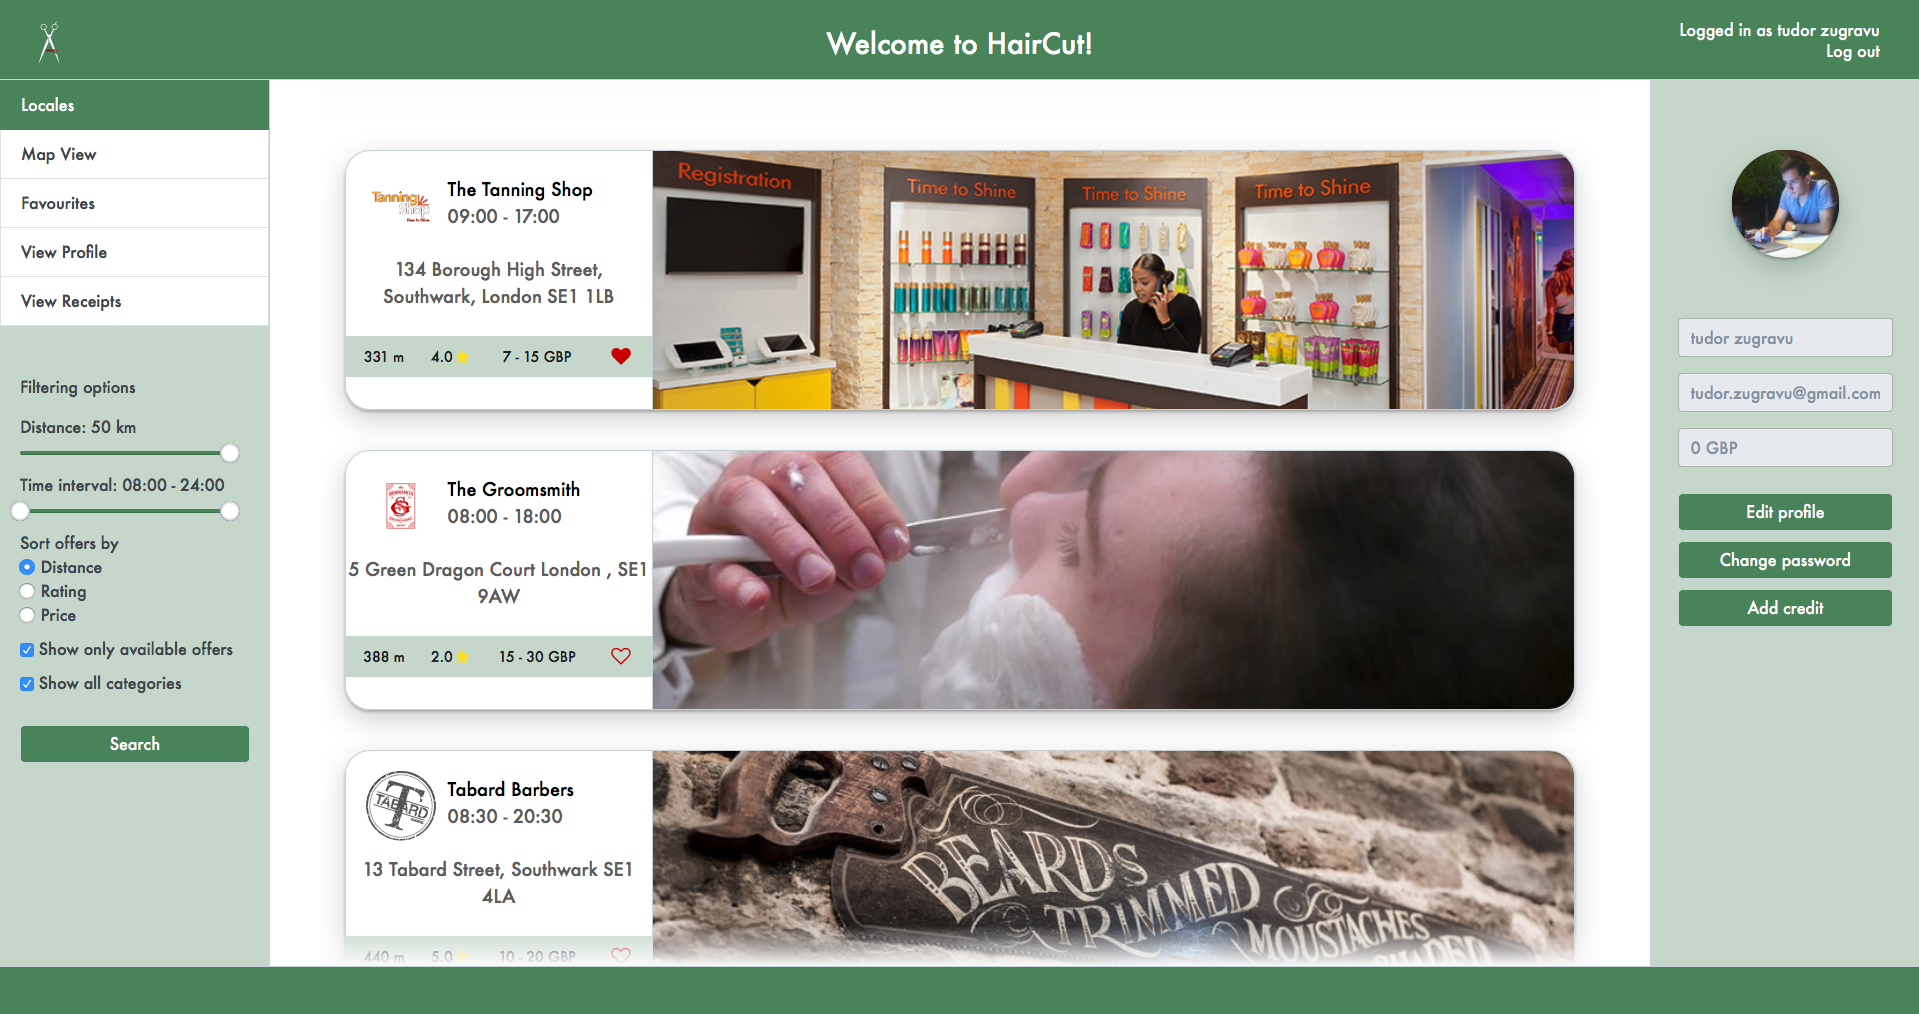 Welcome to HairCut!
Logged in as tudor zugravu
Log out
Locales
Map View
Favourites
View Profile
View Receipts
Filtering options
Distance: 50 km
Time interval: 08:00 - 24:00
Sort offers by
Distance
Rating
Price
Show only available offers
Show all categories
Search
Tanning
Shop
The Tanning Shop
09:00 - 17:00
134 Borough High Street,
Southwark, London SE1 1LB
331 m 4.0 7 - 15 GBP
Registration
Time to Shine
Time to Shine
Time to Shine
The Groomsmith
08:00 - 18:00
5 Green Dragon Court London , SE1
9AW
388 m 2.0 15 - 30 GBP
TABARD
Tabard Barbers
08:30 - 20:30
13 Tabard Street, Southwark SE1
4LA
440 m 5.0 10 - 20 GBP
BEARDS
TRIMMED
MOUSTACHES
tudor zugravu
tudor.zugravu@gmail.com
0 GBP
Edit profile
Change password
Add credit